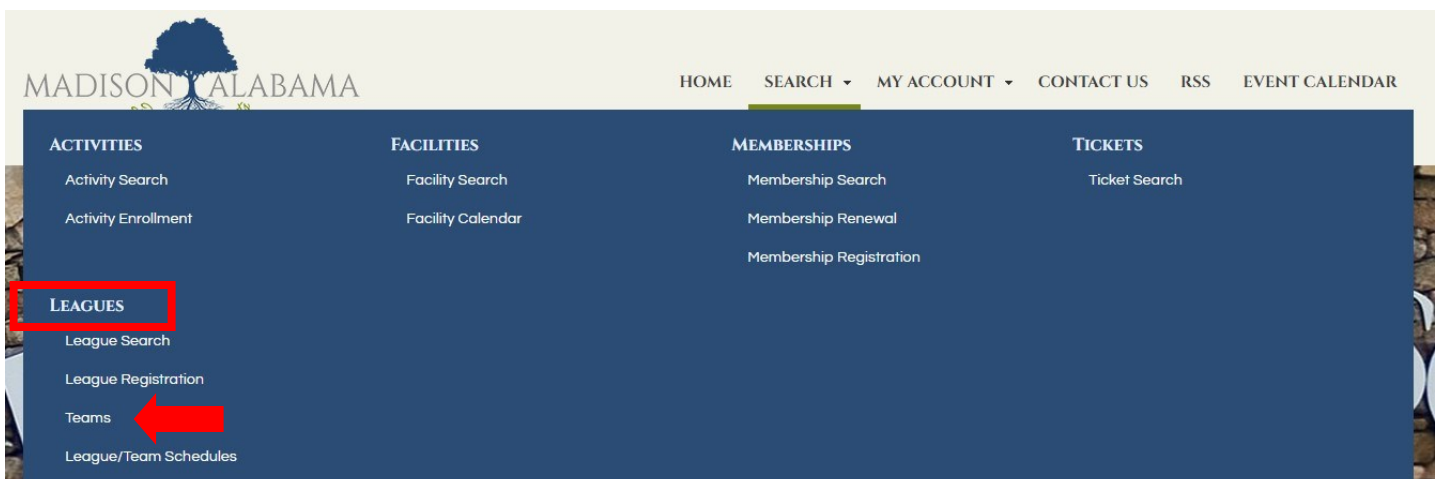 MADISON ALABAMA
HOME SEARCH MY ACCOUNT CONTACT US RSS EVENT CALENDAR
ACTIVITIES FACILITIES MEMBERSHIPS TICKETS
Activity Search Facility Search Membership Search Ticket Search
Activity Enrollment Facility Calendar Membership Renewal
Membership Registration
LEAGUES
League Search
League Registration
Teams
League/Team Schedules